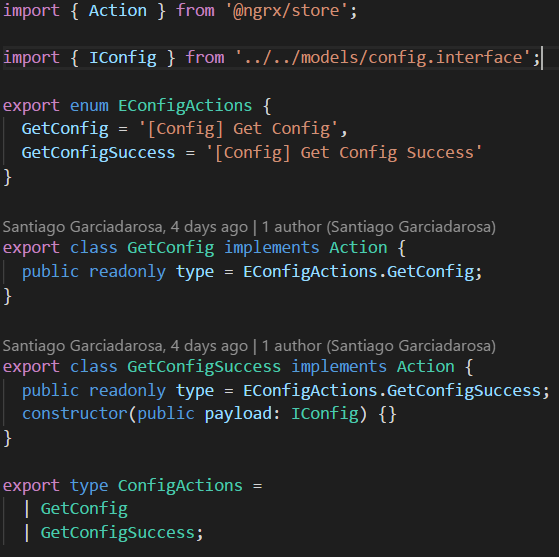 import { Action } from '@ngrx/store';
import { IConfig } from '../../models/config.interface';
export enum EConfigActions {
  GetConfig = '[Config] Get Config',
  GetConfigSuccess = '[Config] Get Config Success'
}
Santiago Garciadarosa, 4 days ago | 1 author (Santiago Garciadarosa)
export class GetConfig implements Action {
  public readonly type = EConfigActions.GetConfig;
}
Santiago Garciadarosa, 4 days ago | 1 author (Santiago Garciadarosa)
export class GetConfigSuccess implements Action {
  public readonly type = EConfigActions.GetConfigSuccess;
  constructor(public payload: IConfig) {}
}
export type ConfigActions =
  | GetConfig
  | GetConfigSuccess;